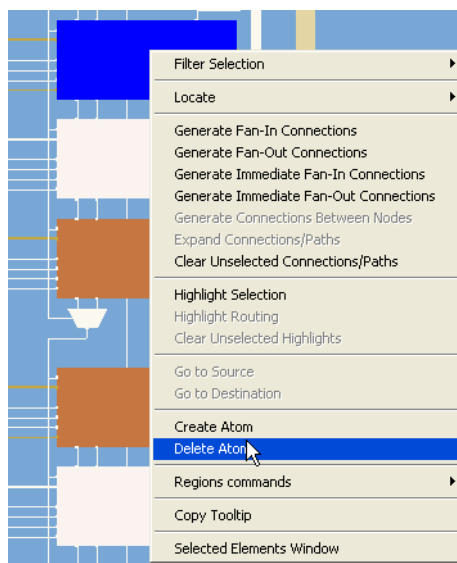 Filter Selection
Locate
Generate Fan-In Connections
Generate Fan-Out Connections
Generate Immediate Fan-In Connections
Generate Immediate Fan-Out Connections
Generate Connections Between Nodes
Expand Connections/Paths
Clear Unselected Connections/Paths
Highlight Selection
Highlight Routing
Clear Unselected Highlights
Go to Source
Go to Destination
Create Atom
Delete Atom
Regions commands
Copy Tooltip
Selected Elements Window